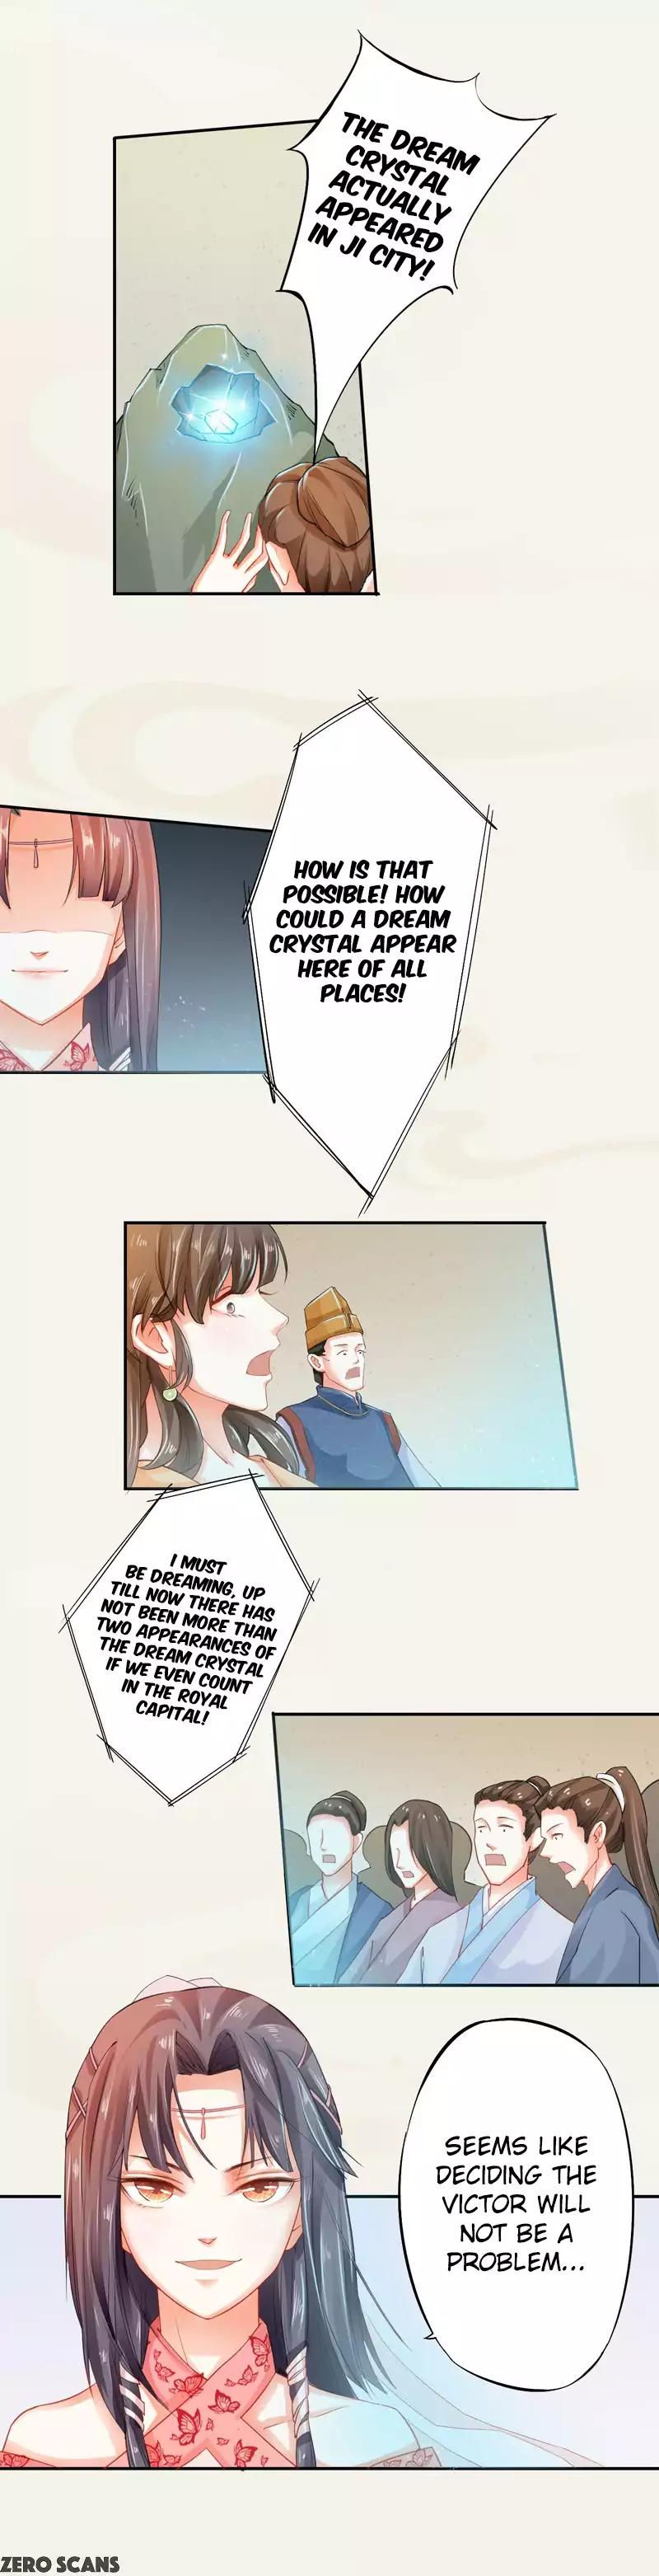 THE DREAM
CRYSTAL
ACTUALLY
APPEARED
IN JI CITY!
HOW IS THAT
POSSIBLE! HOW
COULD A DREAM
CRYSTAL APPEAR
HERE OF ALL
PLACES!
I MUST
BE DREAMING, UP
TILL NOW THERE HAS
NOT BEEN MORE THAN
TWO APPEARANCES OF
THE DREAM CRYSTAL
IF WE EVEN COUNT
IN THE ROYAL
CAPITAL!
SEEMS LIKE
DECIDING THE
VICTOR WILL
NOT BE A
PROBLEM...
ZERO SCANS